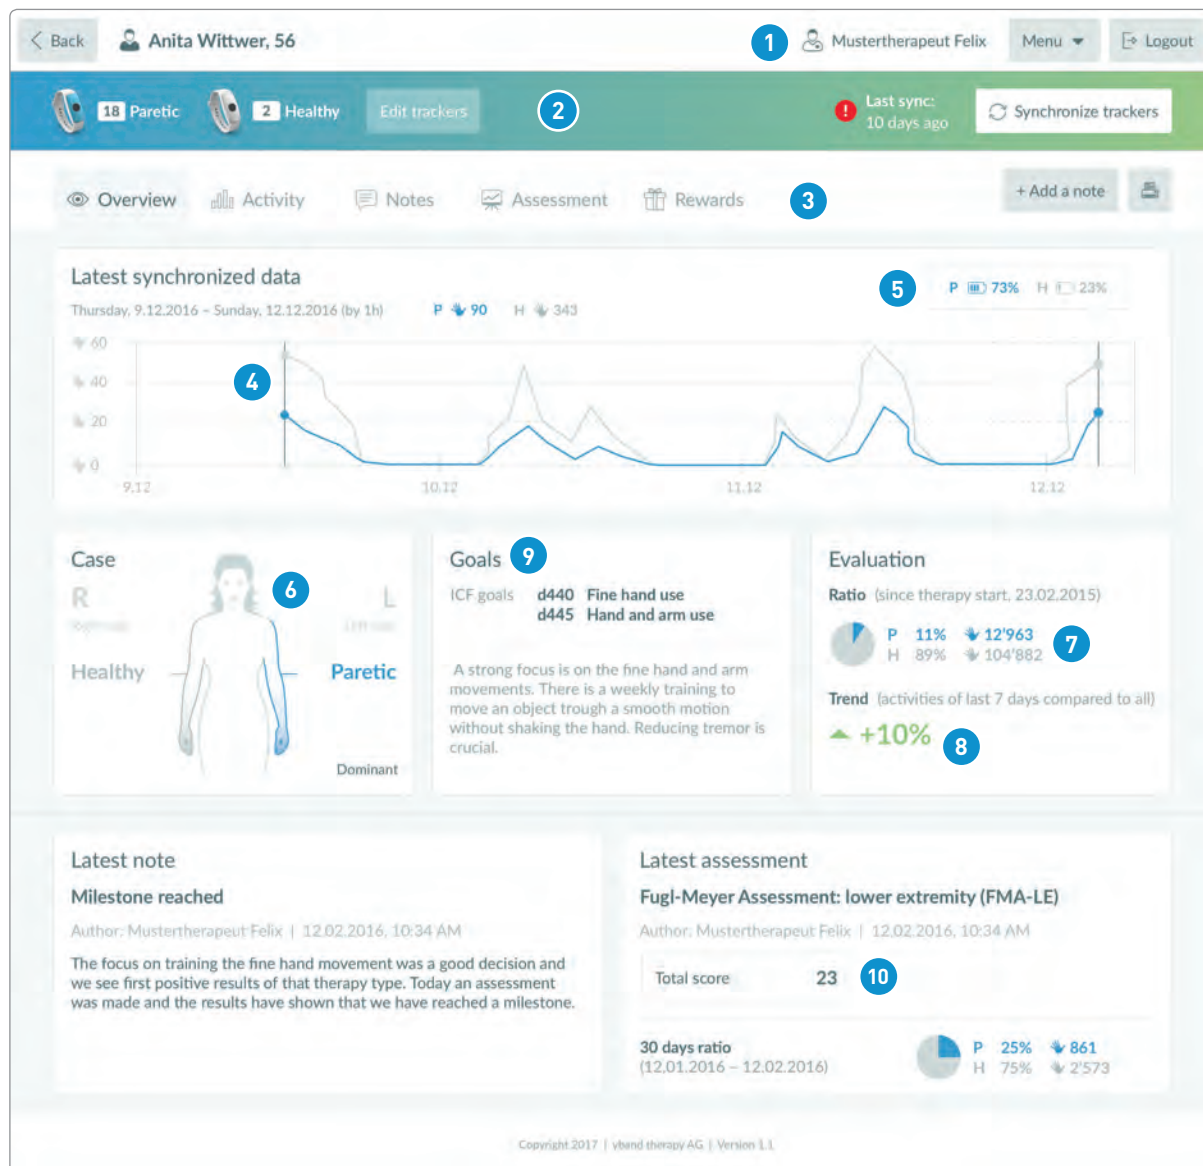 Back
Anita Wittwer, 56
1
Mustertherapeut Felix
Menu
Logout
18 Paretic
2 Healthy
Edit trackers
2
! Last sync:
10 days ago
Synchronize trackers
Overview
Activity
Notes
Assessment
Rewards
3
+ Add a note
Latest synchronized data
5
P 73% H 23%
Thursday, 9.12.2016 – Sunday, 12.12.2016 (by 1h)
P 90 H 343
60
4
40
20
0
9.12 10.12 11.12 12.12
Case
R L
6
Healthy Paretic
Dominant
Goals 9
ICF goals d440 Fine hand use
d445 Hand and arm use
A strong focus is on the fine hand and arm
movements. There is a weekly training to
move an object trough a smooth motion
without shaking the hand. Reducing tremor is
crucial.
Evaluation
Ratio (since therapy start, 23.02.2015)
P 11% 12'963
H 89% 104'882
7
Trend (activities of last 7 days compared to all)
+10%
8
Latest note
Milestone reached
Author: Mustertherapeut Felix | 12.02.2016, 10:34 AM
The focus on training the fine hand movement was a good decision and
we see first positive results of that therapy type. Today an assessment
was made and the results have shown that we have reached a milestone.
Latest assessment
Fugl-Meyer Assessment: lower extremity (FMA-LE)
Author: Mustertherapeut Felix | 12.02.2016, 10:34 AM
Total score 23 10
30 days ratio
(12.01.2016 – 12.02.2016)
P 25% 861
H 75% 2'573
Copyright 2017 | yband therapy AG | Version 1.1